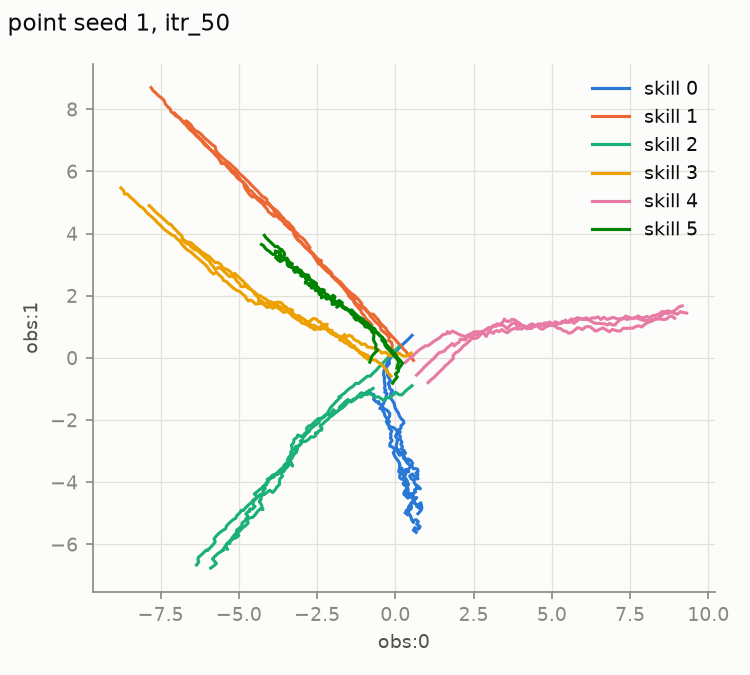 point seed 1, itr_50
skill 0
skill 1
skill 2
skill 3
skill 4
skill 5
8
6
4
2
0
−2
−4
−6
obs:1
−7.5 −5.0 −2.5 0.0 2.5 5.0 7.5 10.0
obs:0